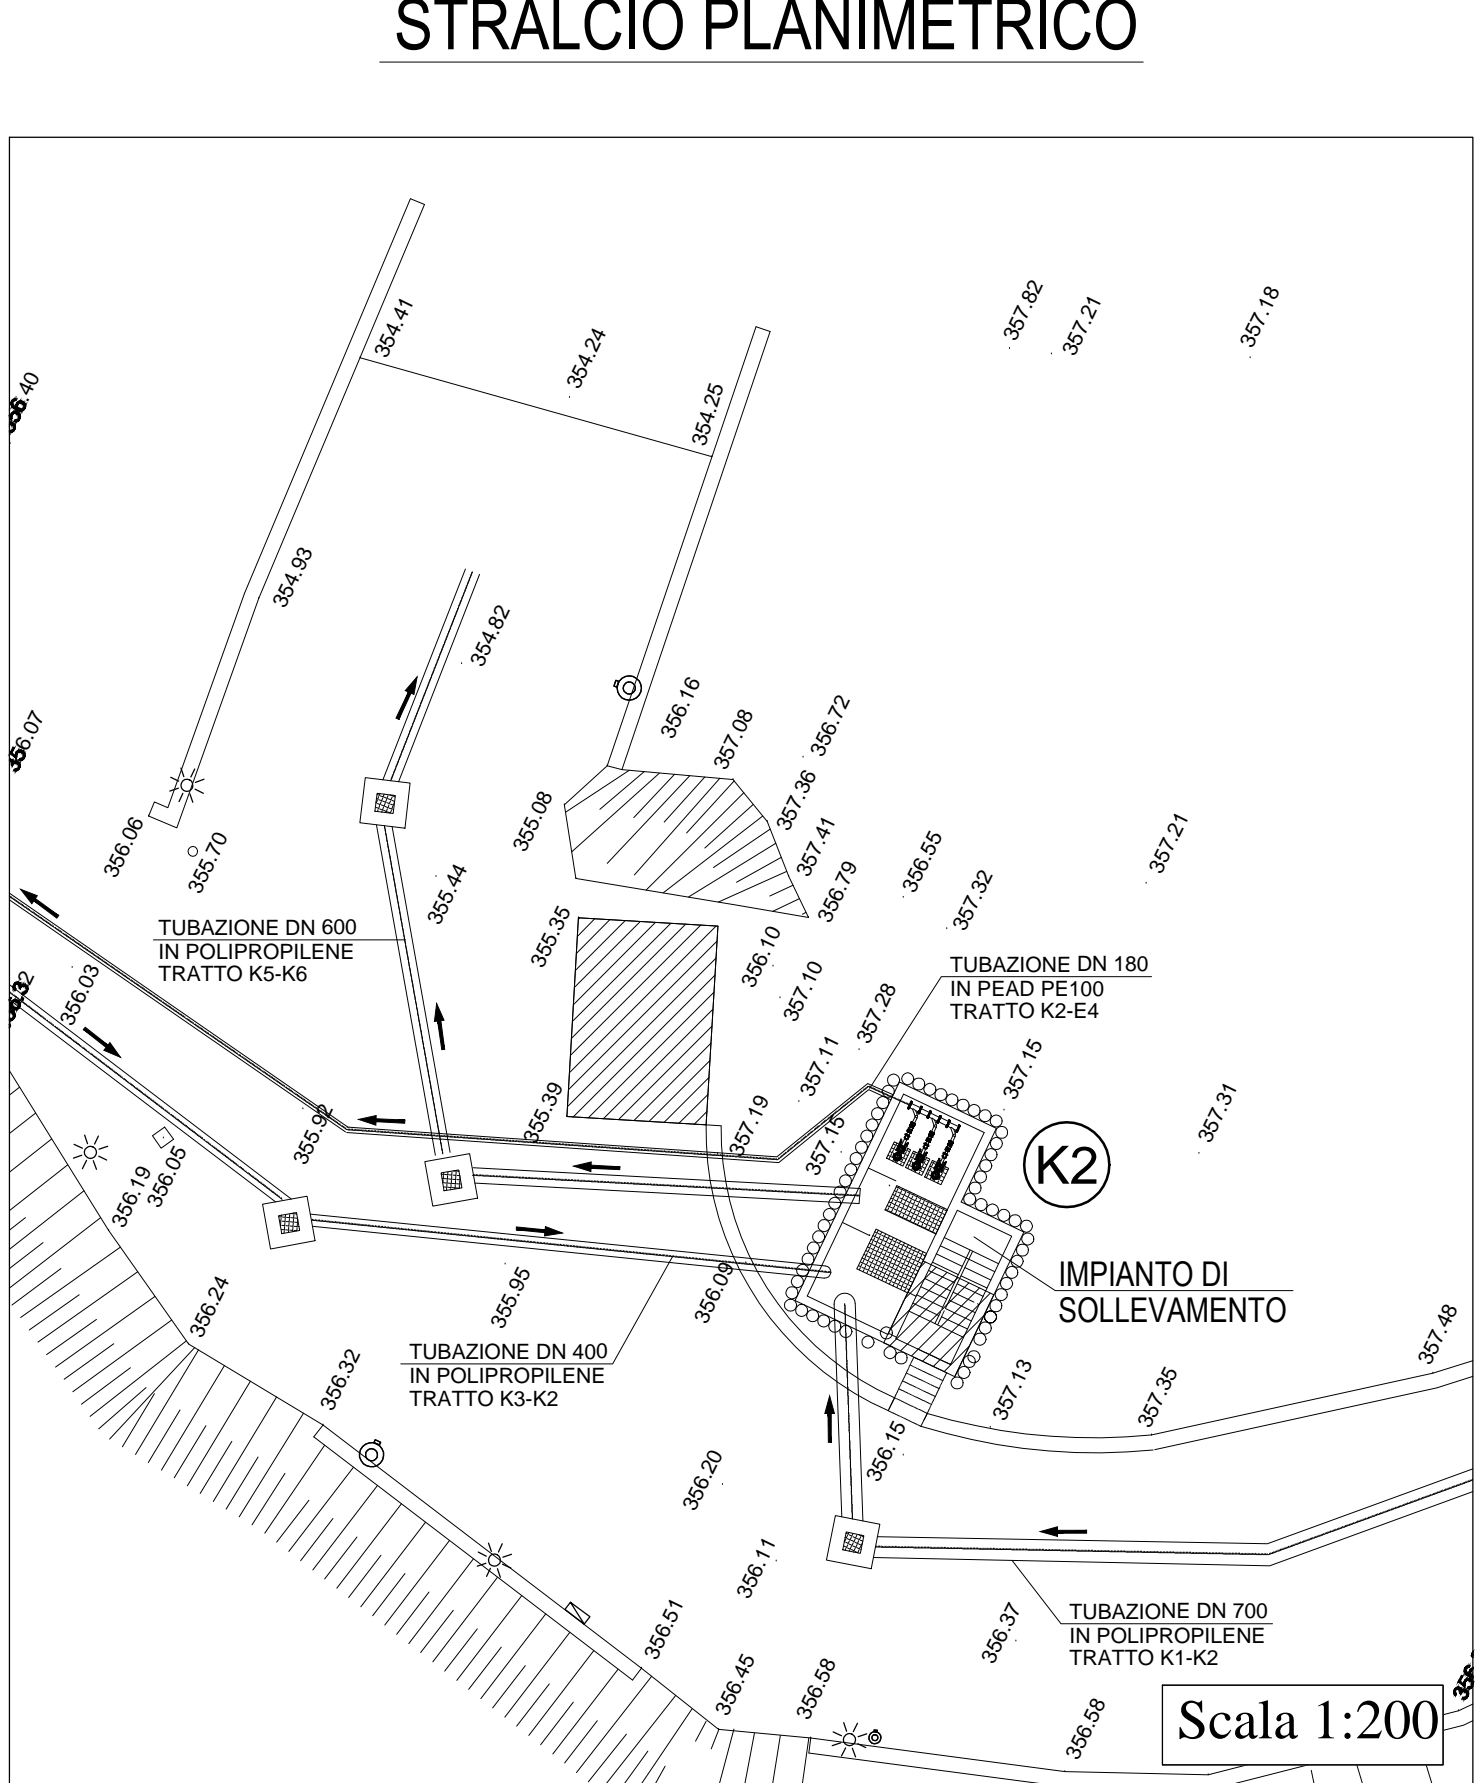 STRALCIO PLANIMETRICO
357.82
357.21
357.18
354.41
354.24
354.25
354.93
354.82
356.16
357.08
356.72
357.36
355.08
357.41
356.79
356.55
357.32
357.21
356.06
355.70
355.44
355.35
356.10
357.10
TUBAZIONE DN 600
IN POLIPROPILENE
TRATTO K5-K6
TUBAZIONE DN 180
IN PEAD PE100
TRATTO K2-E4
356.03
357.28
357.11
357.15
357.31
355.92
355.39
357.19
357.15
K2
356.19
356.05
356.24
355.95
356.09
IMPIANTO DI
SOLLEVAMENTO
TUBAZIONE DN 400
IN POLIPROPILENE
TRATTO K3-K2
356.32
357.13
357.35
357.48
356.15
356.20
356.11
356.51
356.45
356.58
356.37
TUBAZIONE DN 700
IN POLIPROPILENE
TRATTO K1-K2
356.58
Scala 1:200